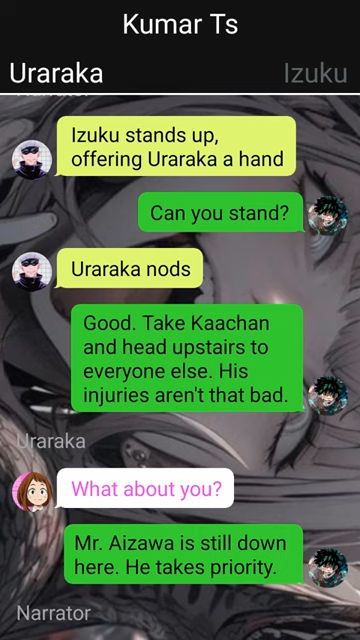 Kumar Ts
Uraraka Izuku
Izuku stands up,
offering Uraraka a hand
Can you stand?
Uraraka nods
Good. Take Kaachan
and head upstairs to
everyone else. His
injuries aren't that bad.
Uraraka
What about you?
Mr. Aizawa is still down
here. He takes priority.
Narrator